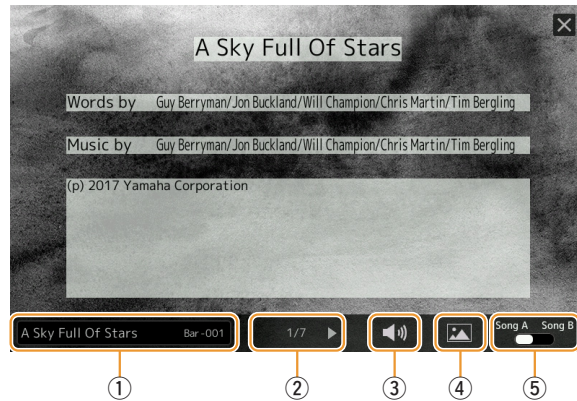 A Sky Full Of Stars
Words by Guy Berryman/Jon Buckland/Will Champion/Chris Martin/Tim Bergling
Music by Guy Berryman/Jon Buckland/Will Champion/Chris Martin/Tim Bergling
(p) 2017 Yamaha Corporation
A Sky Full Of Stars Bar-001 1/7 Song A Song B
① ② ③ ④ ⑤